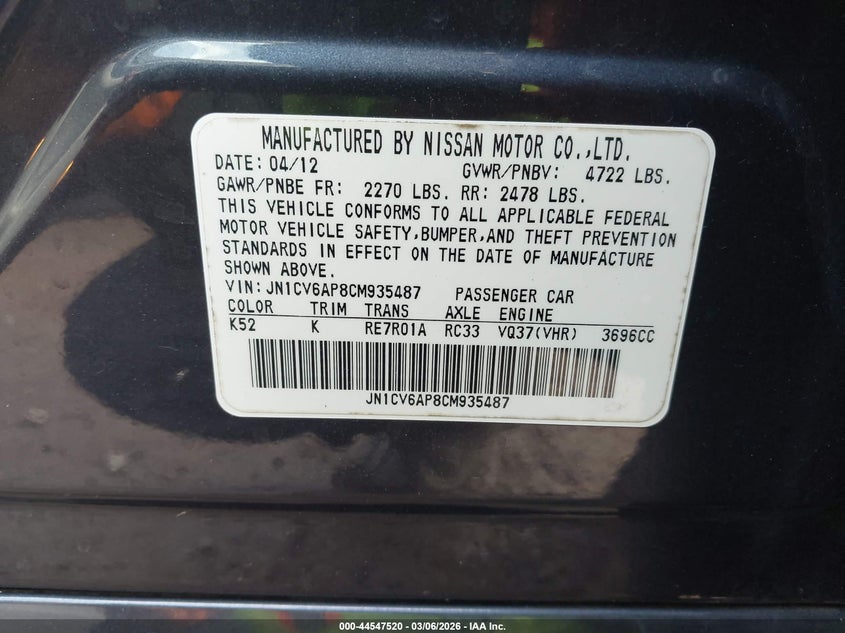 MANUFACTURED BY NISSAN MOTOR CO.,LTD.
DATE: 04/12 GVWR/PNBV: 4722 LBS.
GAWR/PNBE FR: 2270 LBS. RR: 2478 LBS.
THIS VEHICLE CONFORMS TO ALL APPLICABLE FEDERAL
MOTOR VEHICLE SAFETY,BUMPER,AND THEFT PREVENTION
STANDARDS IN EFFECT ON THE DATE OF MANUFACTURE
SHOWN ABOVE.
VIN: JN1CV6AP8CM935487 PASSENGER CAR
COLOR TRIM TRANS AXLE ENGINE
K52 K RE7R01A RC33 VQ37(VHR) 3696CC
JN1CV6AP8CM935487
000-44547520 — 03/06/2026 — IAA Inc.